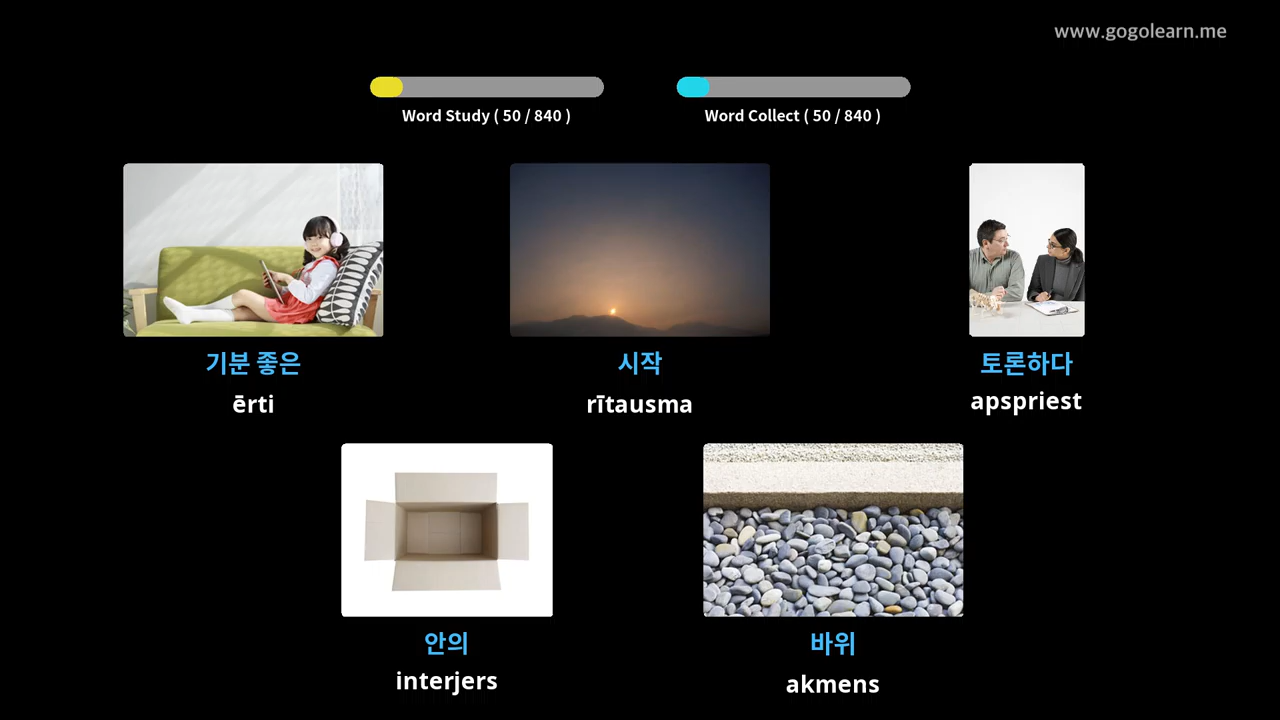 www.gogolearn.me
Word Study ( 50 / 840 )
Word Collect ( 50 / 840 )
기분 좋은
ērti
시작
rītausma
토론하다
apspriest
안의
interjers
바위
akmens